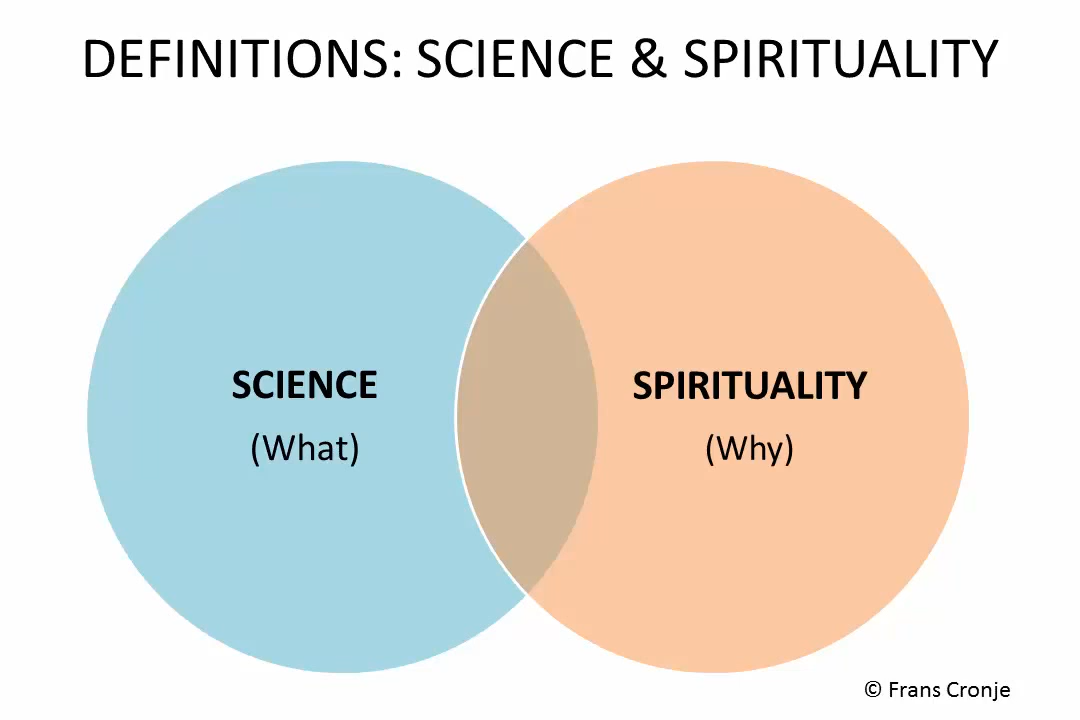 DEFINITIONS: SCIENCE & SPIRITUALITY
SCIENCE
(What)
SPIRITUALITY
(Why)
© Frans Cronje